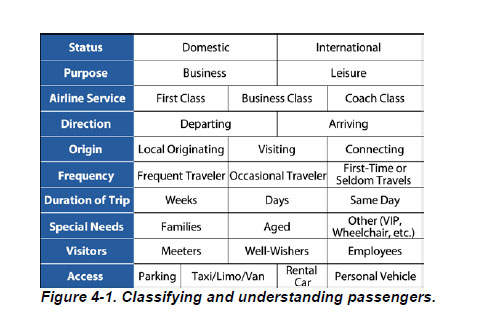 Status Domestic International
Purpose Business Leisure
Airline Service First Class Business Class Coach Class
Direction Departing Arriving
Origin Local Originating Visiting Connecting
Frequency Frequent Traveler Occasional Traveler First-Time or
Seldom Travels
Duration of Trip Weeks Days Same Day
Special Needs Families Aged Other (VIP,
Wheelchair, etc.)
Visitors Meeters Well-Wishers Employees
Access Parking Taxi/Limo/Van Rental
Car Personal Vehicle
Figure 4-1. Classifying and understanding passengers.